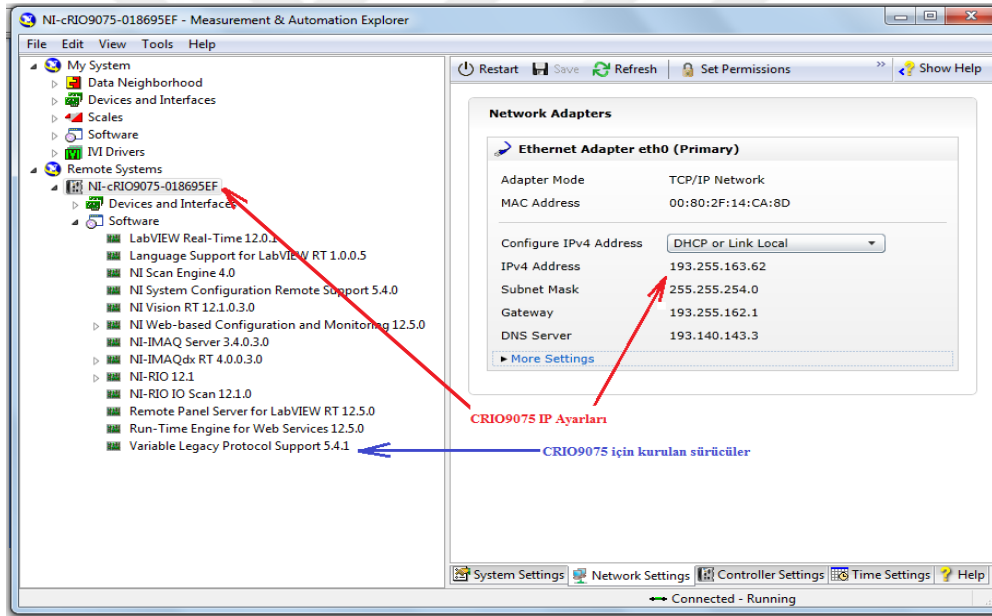 NI-cRIO9075-018695EF - Measurement & Automation Explorer
File Edit View Tools Help
My System
Data Neighborhood
Devices and Interfaces
Scales
Software
IVI Drivers
Remote Systems
NI-cRIO9075-018695EF
Devices and Interfaces
Software
LabVIEW Real-Time 12.0.1
Language Support for LabVIEW RT 1.0.0.5
NI Scan Engine 4.0
NI System Configuration Remote Support 5.4.0
NI Vision RT 12.1.0.3.0
NI Web-based Configuration and Monitoring 12.5.0
NI-IMAQ Server 3.4.0.3.0
NI-IMAQdx RT 4.0.0.3.0
NI-RIO 12.1
NI-RIO IO Scan 12.1.0
Remote Panel Server for LabVIEW RT 12.5.0
Run-Time Engine for Web Services 12.5.0
Variable Legacy Protocol Support 5.4.1
Restart Save Refresh Set Permissions Show Help
Network Adapters
Ethernet Adapter eth0 (Primary)
Adapter Mode TCP/IP Network
MAC Address 00:80:2F:14:CA:8D
Configure IPv4 Address DHCP or Link Local
IPv4 Address 193.255.163.62
Subnet Mask 255.255.254.0
Gateway 193.255.162.1
DNS Server 193.140.143.3
More Settings
CRIO9075 IP Ayarları
CRIO9075 için kurulan sürücüler
System Settings Network Settings Controller Settings Time Settings Help
Connected - Running